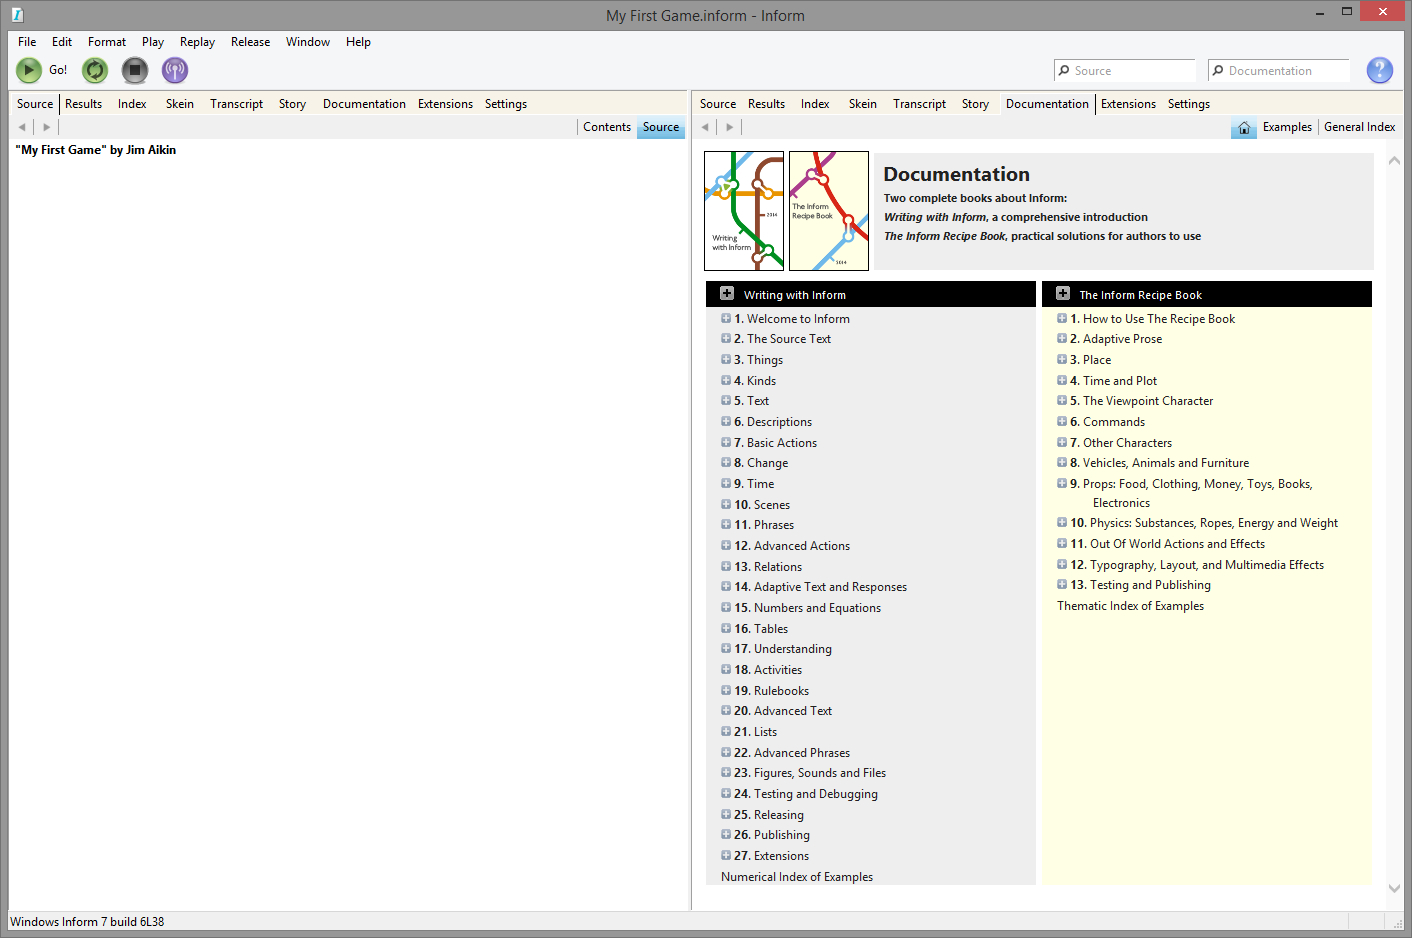 My First Game.inform - Inform
File Edit Format Play Replay Release Window Help
Go!
Source
Documentation
?
Source Results Index Skein Transcript Story Documentation Extensions Settings
Contents Source
"My First Game" by Jim Aikin
Source Results Index Skein Transcript Story Documentation Extensions Settings
Examples General Index
2014
Writing
with Inform
The Inform
Recipe Book
2014
Documentation
Two complete books about Inform:
Writing with Inform, a comprehensive introduction
The Inform Recipe Book, practical solutions for authors to use
Writing with Inform
1. Welcome to Inform
2. The Source Text
3. Things
4. Kinds
5. Text
6. Descriptions
7. Basic Actions
8. Change
9. Time
10. Scenes
11. Phrases
12. Advanced Actions
13. Relations
14. Adaptive Text and Responses
15. Numbers and Equations
16. Tables
17. Understanding
18. Activities
19. Rulebooks
20. Advanced Text
21. Lists
22. Advanced Phrases
23. Figures, Sounds and Files
24. Testing and Debugging
25. Releasing
26. Publishing
27. Extensions
Numerical Index of Examples
The Inform Recipe Book
1. How to Use The Recipe Book
2. Adaptive Prose
3. Place
4. Time and Plot
5. The Viewpoint Character
6. Commands
7. Other Characters
8. Vehicles, Animals and Furniture
9. Props: Food, Clothing, Money, Toys, Books,
Electronics
10. Physics: Substances, Ropes, Energy and Weight
11. Out Of World Actions and Effects
12. Typography, Layout, and Multimedia Effects
13. Testing and Publishing
Thematic Index of Examples
Windows Inform 7 build 6L38